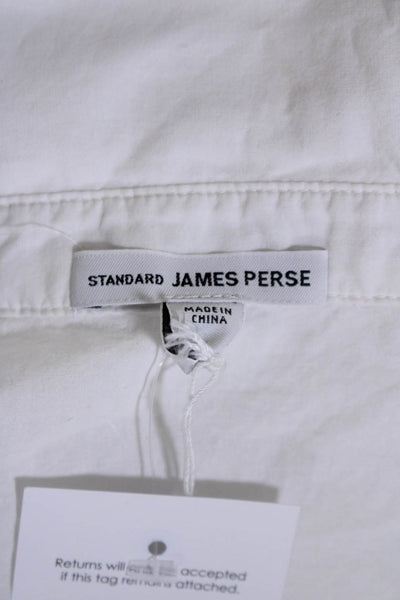 STANDARD JAMES PERSE
MADE IN
CHINA
Returns will accepted
if this tag remains attached.